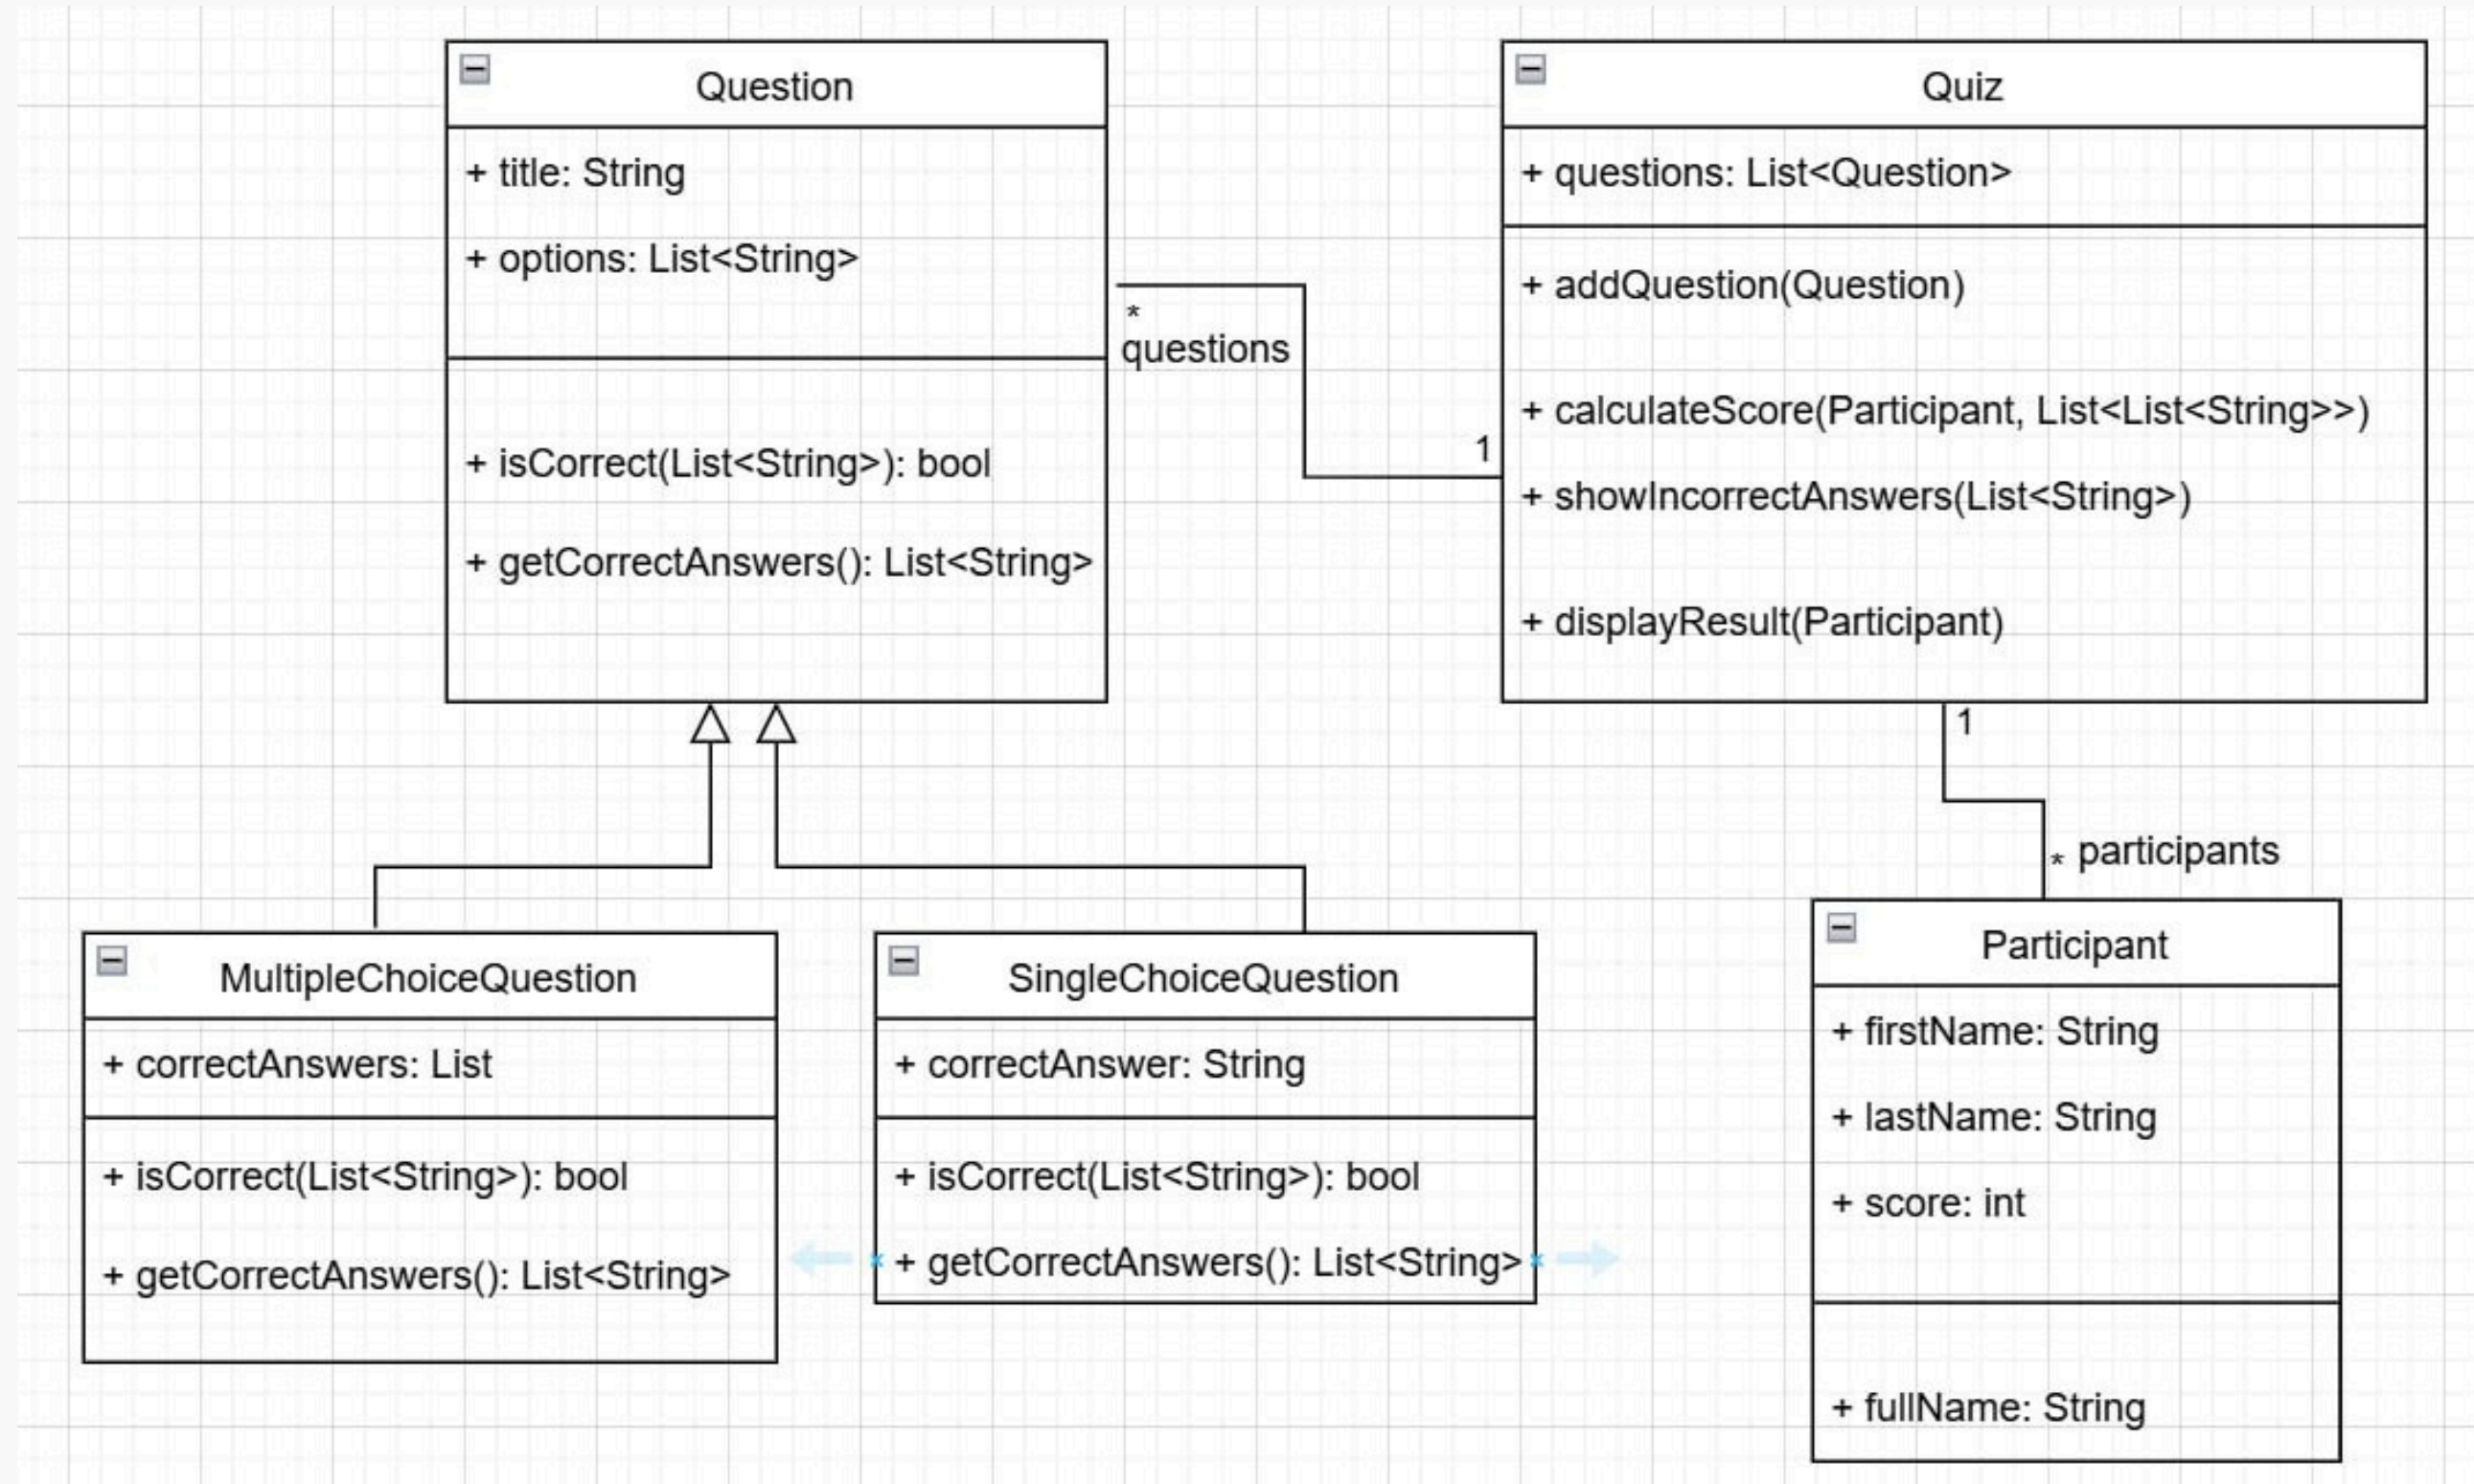 Question
+ title: String
+ options: List<String>
+ isCorrect(List<String>): bool
+ getCorrectAnswers(): List<String>
*
questions
1
Quiz
+ questions: List<Question>
+ addQuestion(Question)
+ calculateScore(Participant, List<List<String>>)
+ showIncorrectAnswers(List<String>)
+ displayResult(Participant)
1
* participants
MultipleChoiceQuestion
+ correctAnswers: List
+ isCorrect(List<String>): bool
+ getCorrectAnswers(): List<String>
SingleChoiceQuestion
+ correctAnswer: String
+ isCorrect(List<String>): bool
+ getCorrectAnswers(): List<String>
Participant
+ firstName: String
+ lastName: String
+ score: int
+ fullName: String